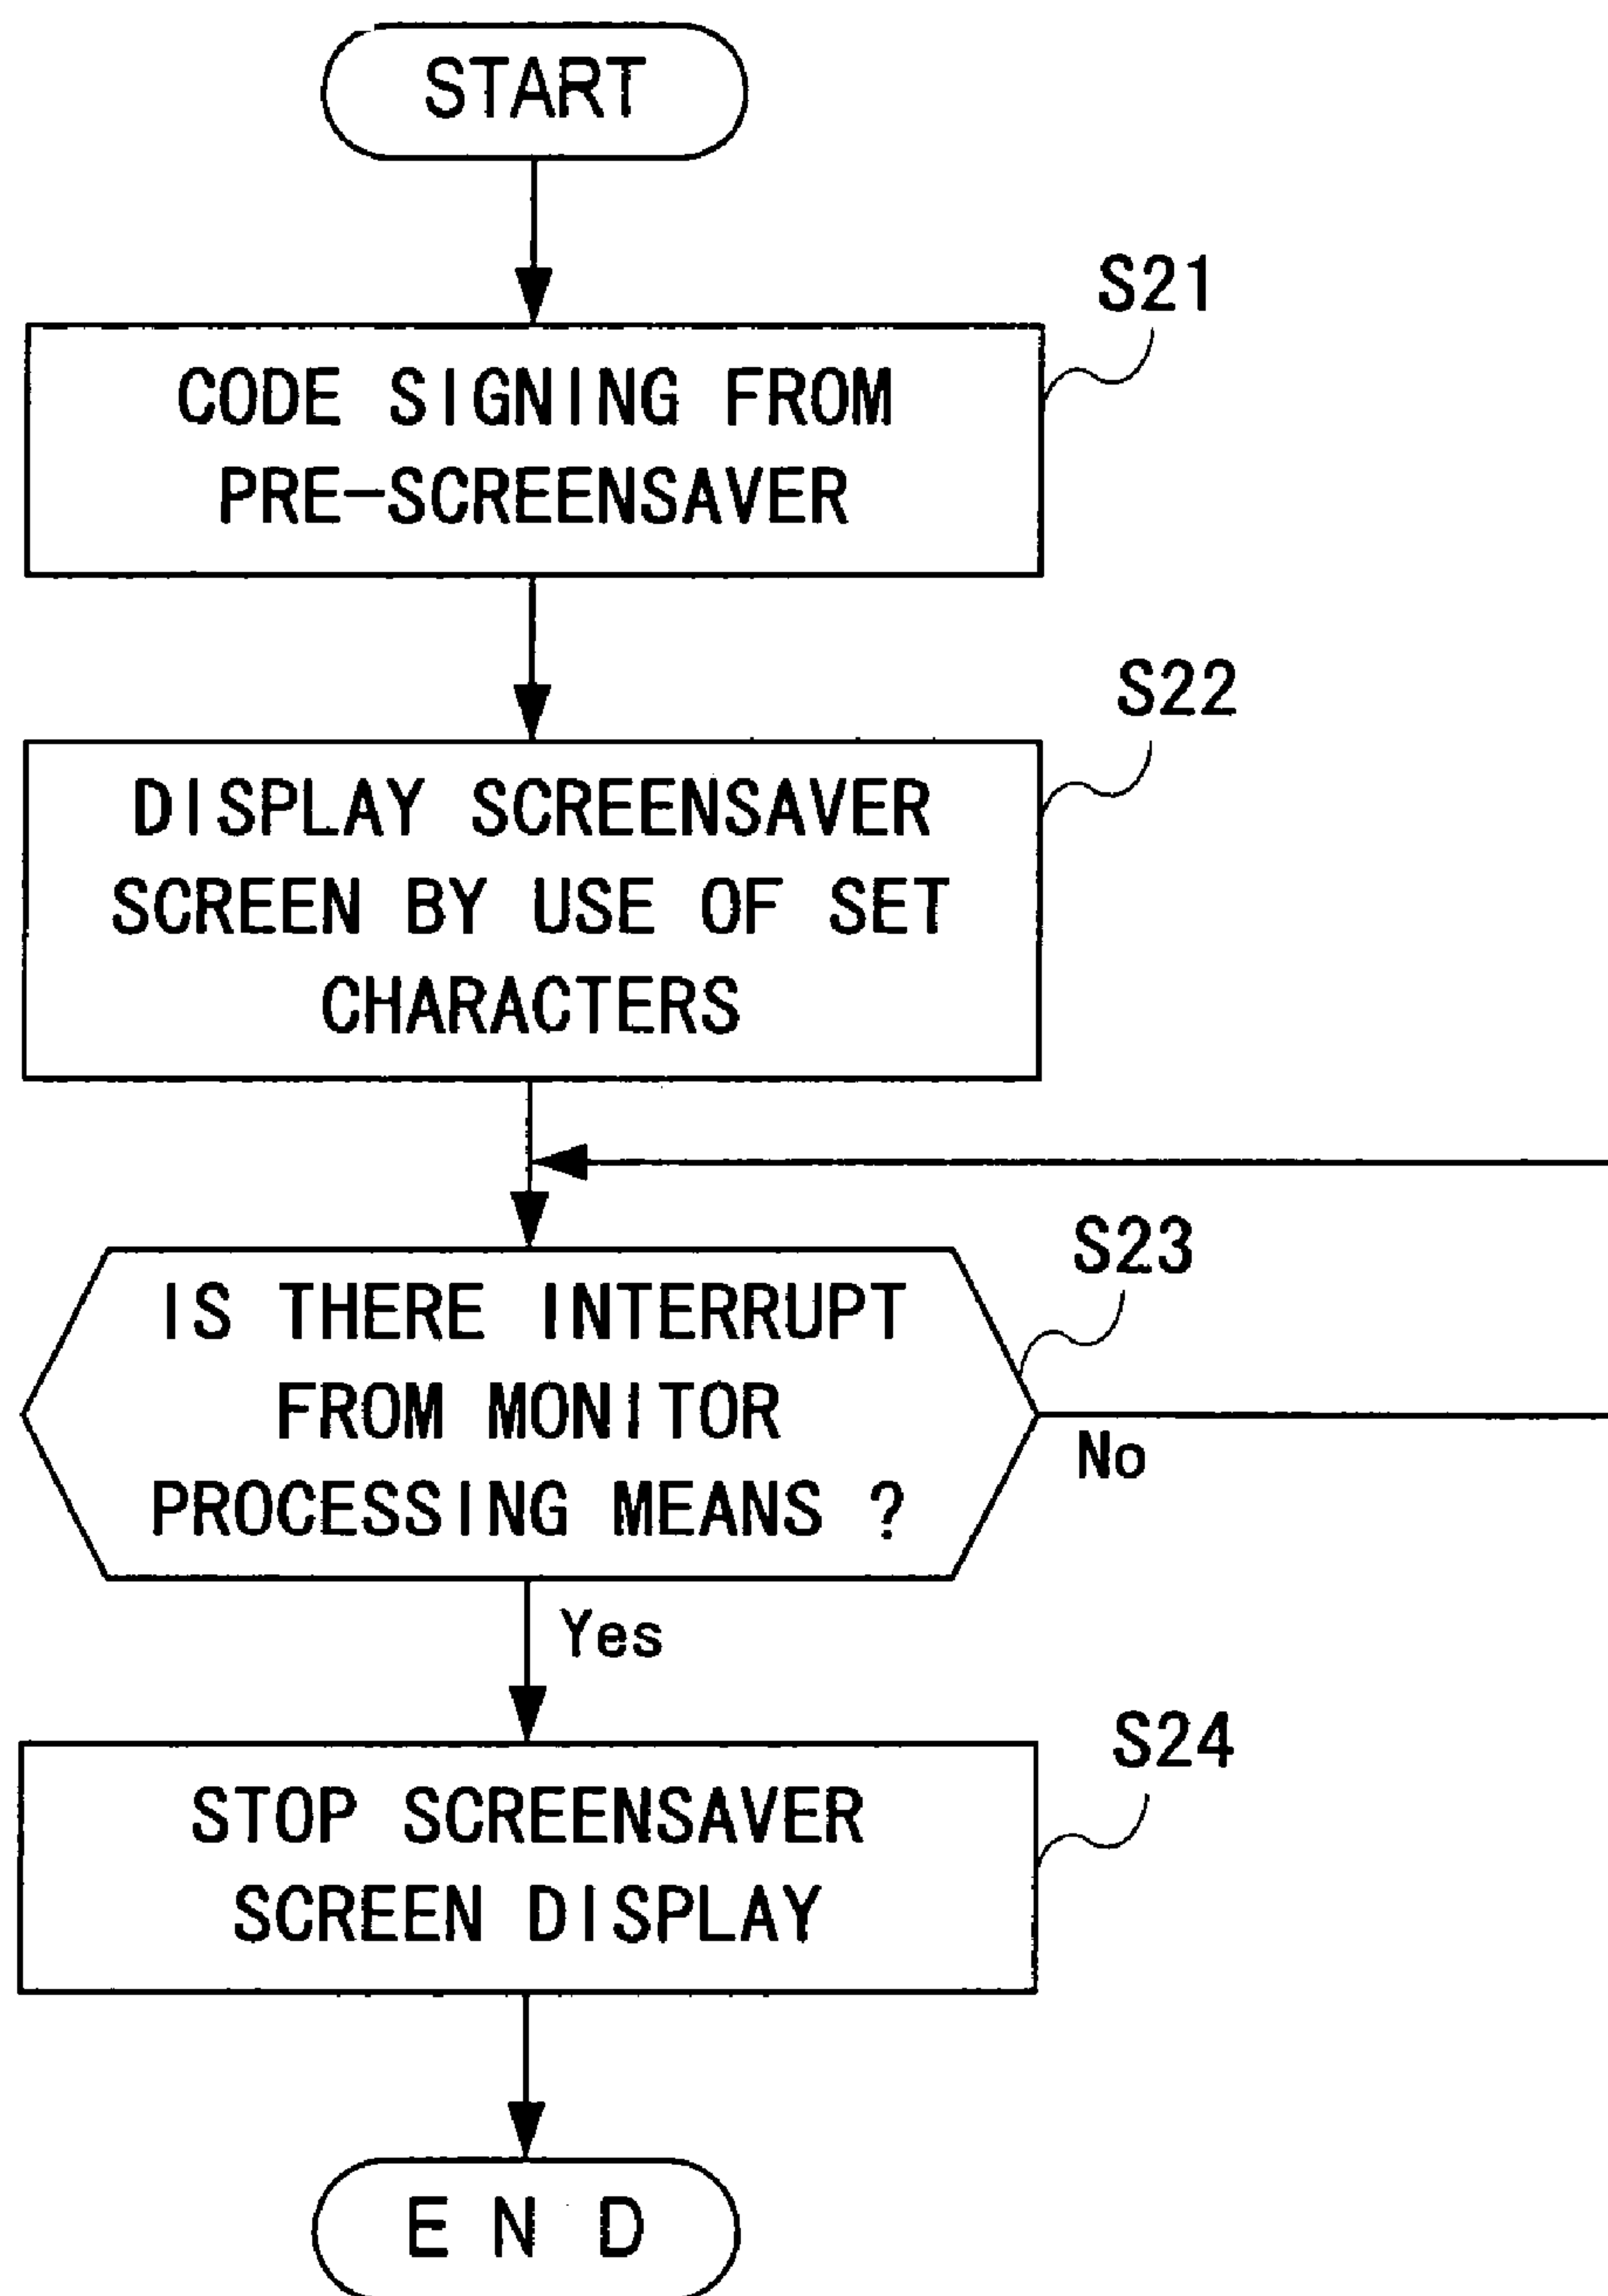 START
S21
CODE SIGNING FROM
PRE-SCREENSAVER
S22
DISPLAY SCREENSAVER
SCREEN BY USE OF SET
CHARACTERS
S23
IS THERE INTERRUPT
FROM MONITOR
PROCESSING MEANS ?
No
Yes
S24
STOP SCREENSAVER
SCREEN DISPLAY
E N D